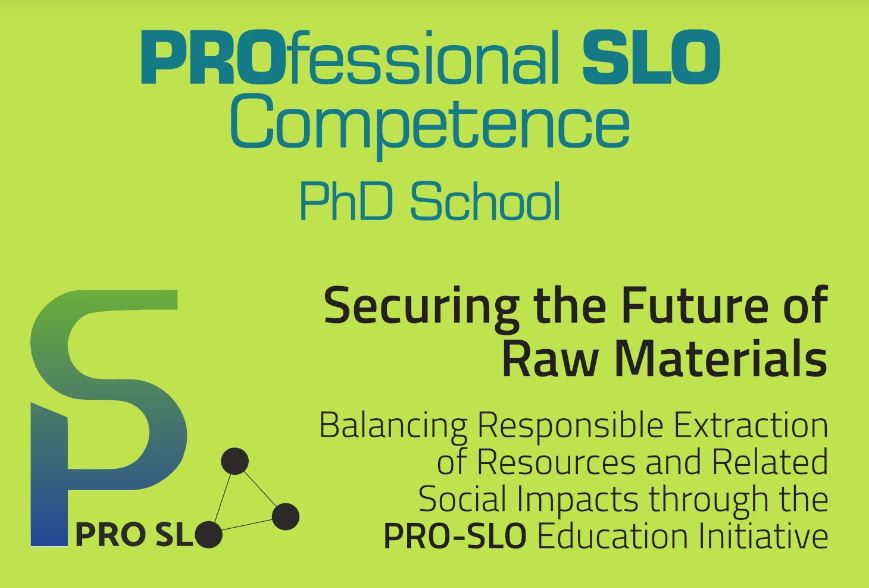 PROfessional SLO
Competence
PhD School
Securing the Future of
Raw Materials
Balancing Responsible Extraction
of Resources and Related
Social Impacts through the
PRO-SLO Education Initiative
SP
PRO SLO